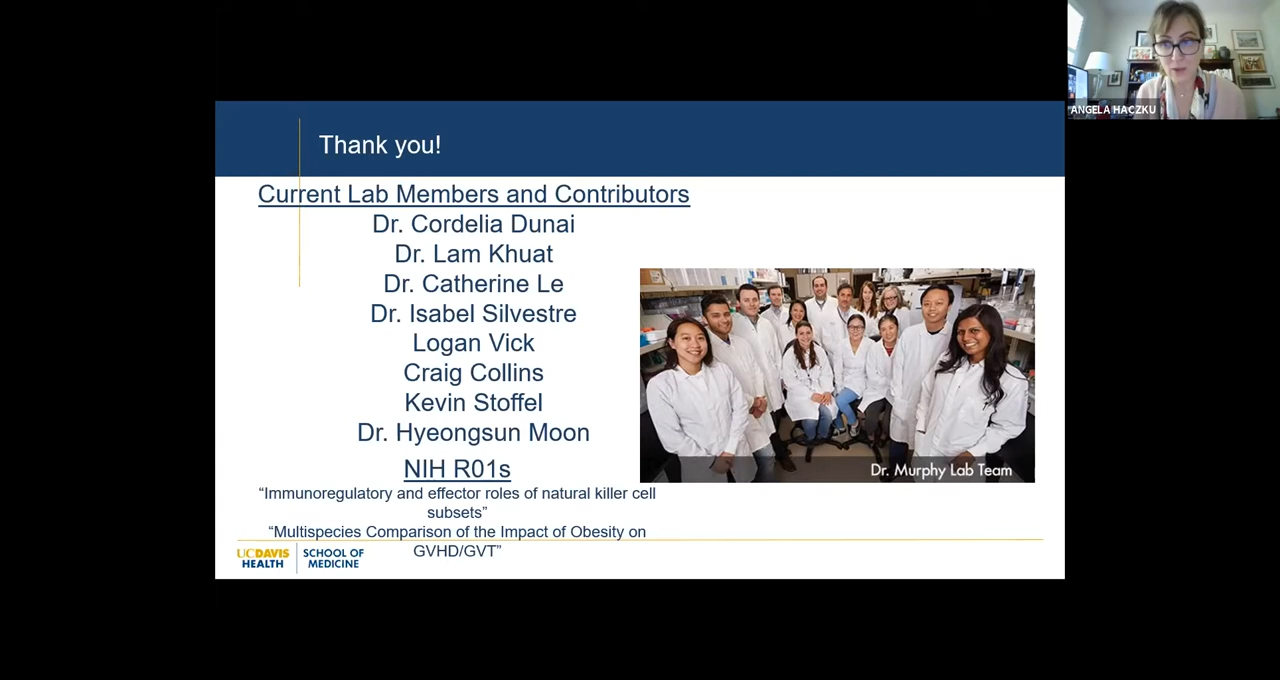 ANGELA HACZKU
Thank you!
Current Lab Members and Contributors
Dr. Cordelia Dunai
Dr. Lam Khuat
Dr. Catherine Le
Dr. Isabel Silvestre
Logan Vick
Craig Collins
Kevin Stoffel
Dr. Hyeongsun Moon
NIH R01s
“Immunoregulatory and effector roles of natural killer cell
subsets”
“Multispecies Comparison of the Impact of Obesity on
GVHD/GVT”
Dr. Murphy Lab Team
UCDAVIS
HEALTH
SCHOOL OF
MEDICINE